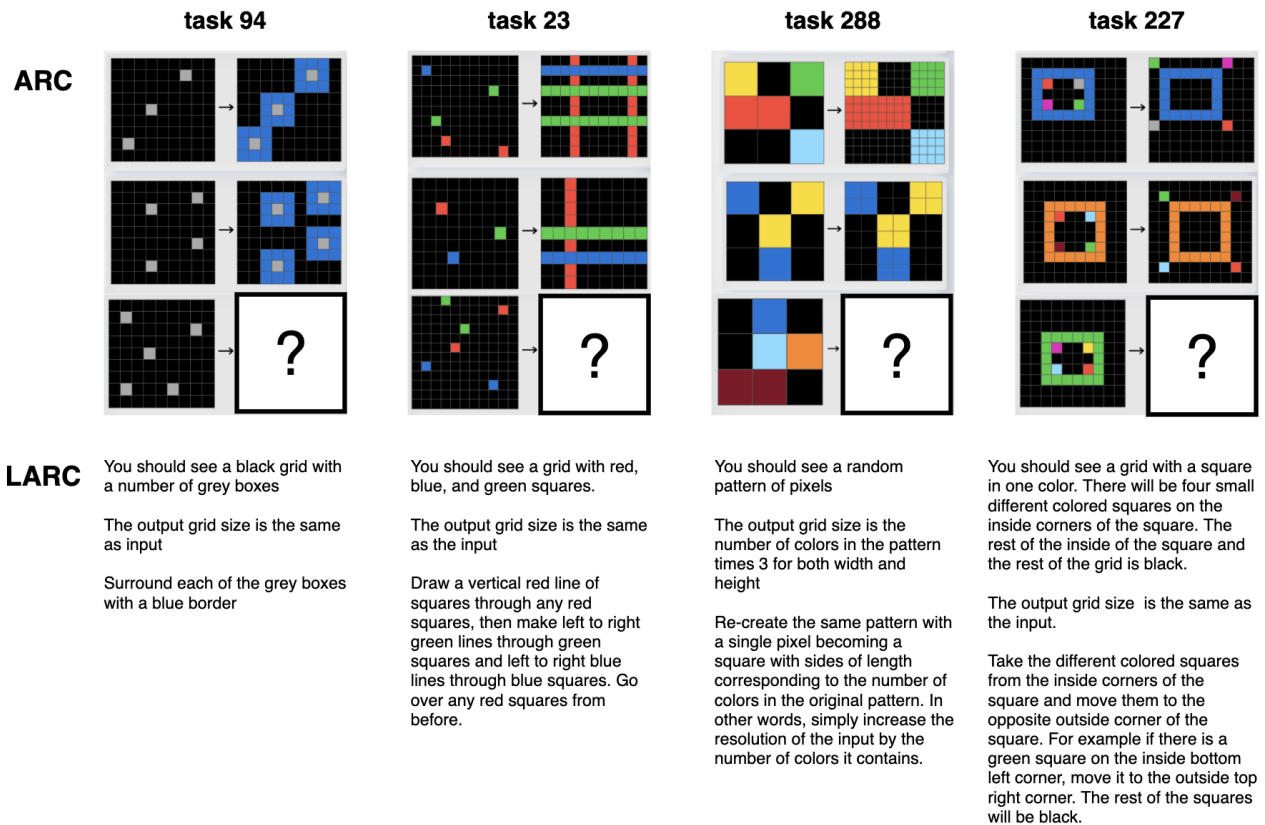 task 94
task 23
task 288
task 227
ARC
?
?
?
?
LARC
You should see a black grid with
a number of grey boxes
The output grid size is the same
as input
Surround each of the grey boxes
with a blue border
You should see a grid with red,
blue, and green squares.
The output grid size is the same
as the input
Draw a vertical red line of
squares through any red
squares, then make left to right
green lines through green
squares and left to right blue
lines through blue squares. Go
over any red squares from
before.
You should see a random
pattern of pixels
The output grid size is the
number of colors in the pattern
times 3 for both width and
height
Re-create the same pattern with
a single pixel becoming a
square with sides of length
corresponding to the number of
colors in the original pattern. In
other words, simply increase the
resolution of the input by the
number of colors it contains.
You should see a grid with a square
in one color. There will be four small
different colored squares on the
inside corners of the square. The
rest of the inside of the square and
the rest of the grid is black.
The output grid size is the same as
the input.
Take the different colored squares
from the inside corners of the
square and move them to the
opposite outside corner of the
square. For example if there is a
green square on the inside bottom
left corner, move it to the outside top
right corner. The rest of the squares
will be black.